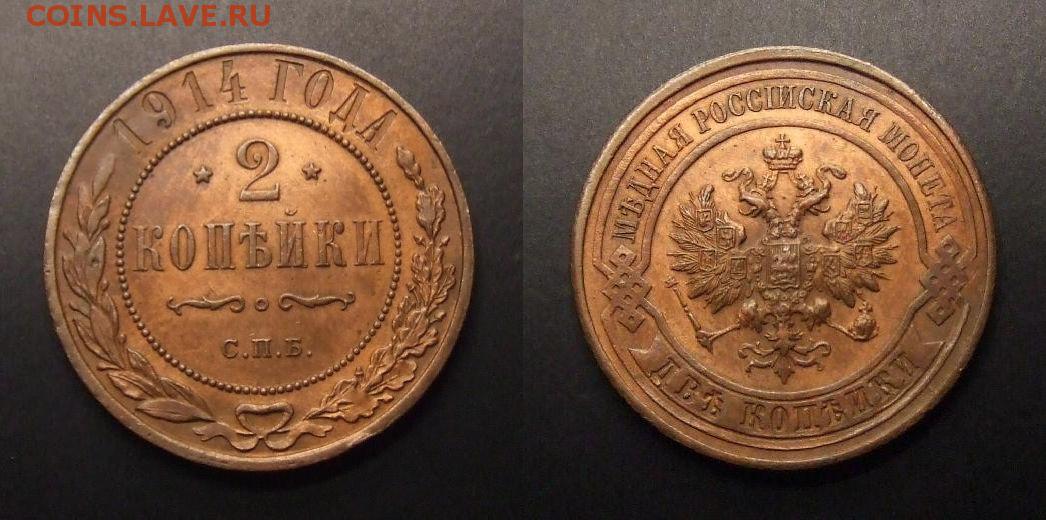 COINS.LAVE.RU
1914 ГОДА
2
КОПѢЙКИ
С.П.Б.
МѢДНАЯ РОССІЙСКАЯ МОНЕТА
ДВѢ КОПѢЙКИ